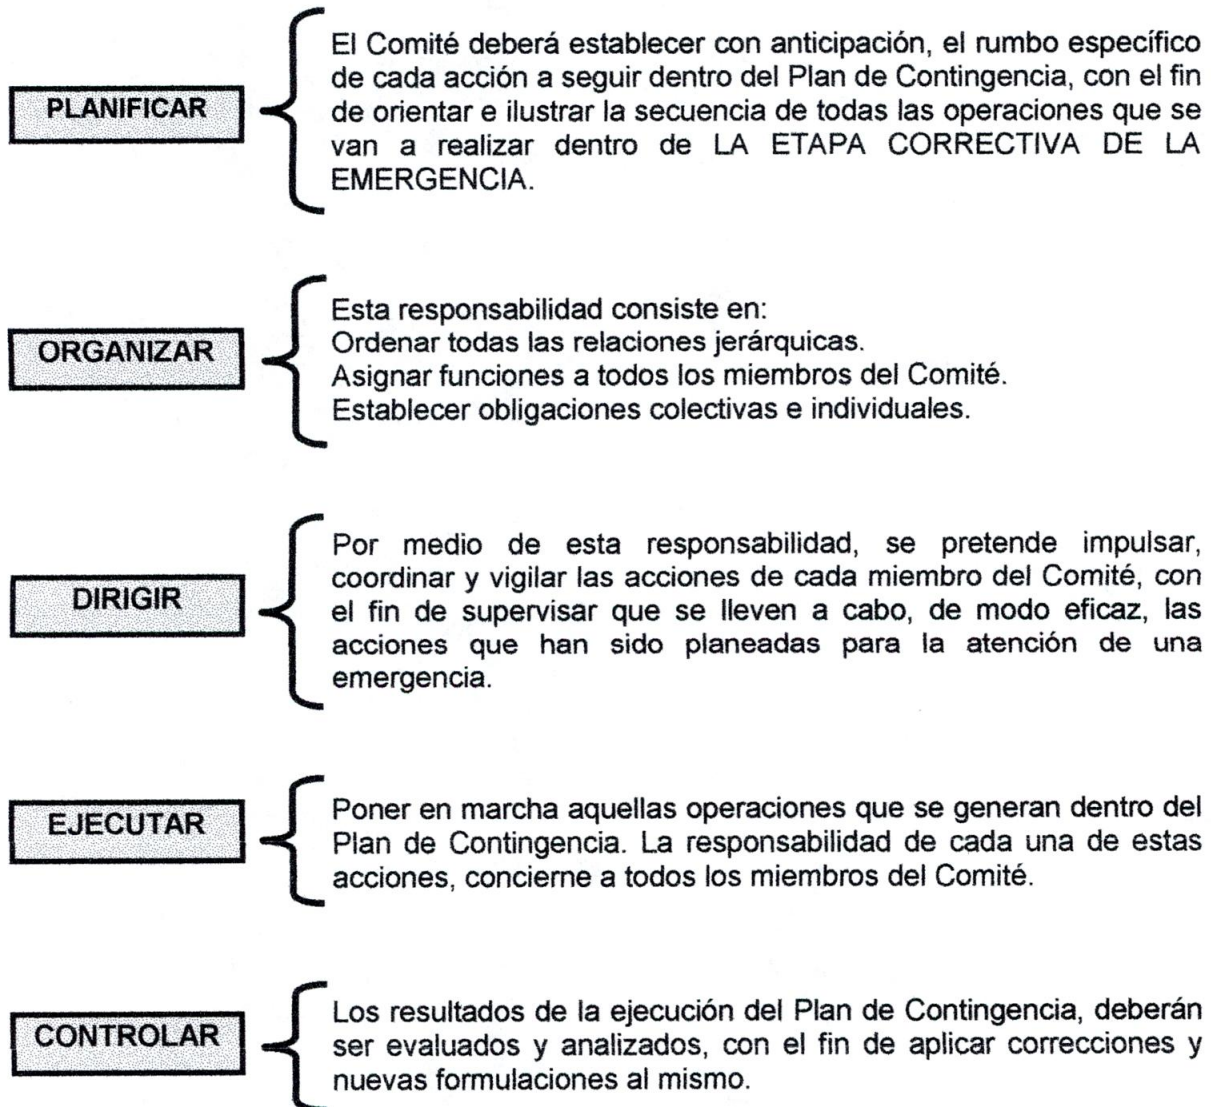 PLANIFICAR
El Comité deberá establecer con anticipación, el rumbo específico
de cada acción a seguir dentro del Plan de Contingencia, con el fin
de orientar e ilustrar la secuencia de todas las operaciones que se
van a realizar dentro de LA ETAPA CORRECTIVA DE LA
EMERGENCIA.
ORGANIZAR
Esta responsabilidad consiste en:
Ordenar todas las relaciones jerárquicas.
Asignar funciones a todos los miembros del Comité.
Establecer obligaciones colectivas e individuales.
DIRIGIR
Por medio de esta responsabilidad, se pretende impulsar,
coordinar y vigilar las acciones de cada miembro del Comité, con
el fin de supervisar que se lleven a cabo, de modo eficaz, las
acciones que han sido planeadas para la atención de una
emergencia.
EJECUTAR
Poner en marcha aquellas operaciones que se generan dentro del
Plan de Contingencia. La responsabilidad de cada una de estas
acciones, concierne a todos los miembros del Comité.
CONTROLAR
Los resultados de la ejecución del Plan de Contingencia, deberán
ser evaluados y analizados, con el fin de aplicar correcciones y
nuevas formulaciones al mismo.